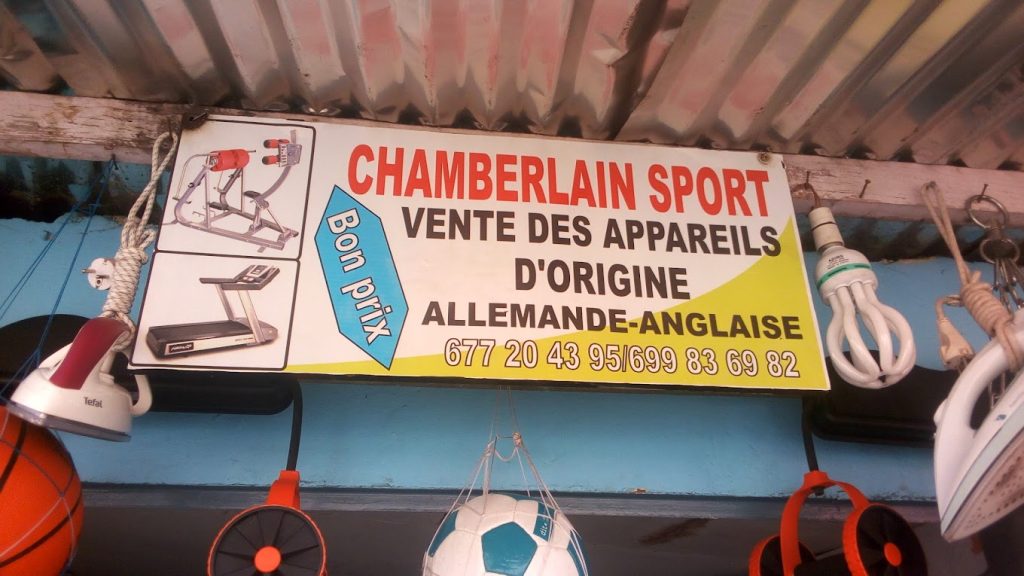 CHAMBERLAIN SPORT
VENTE DES APPAREILS
D'ORIGINE
ALLEMANDE-ANGLAISE
677 20 43 95/699 83 69 82
Bon prix
Tefal